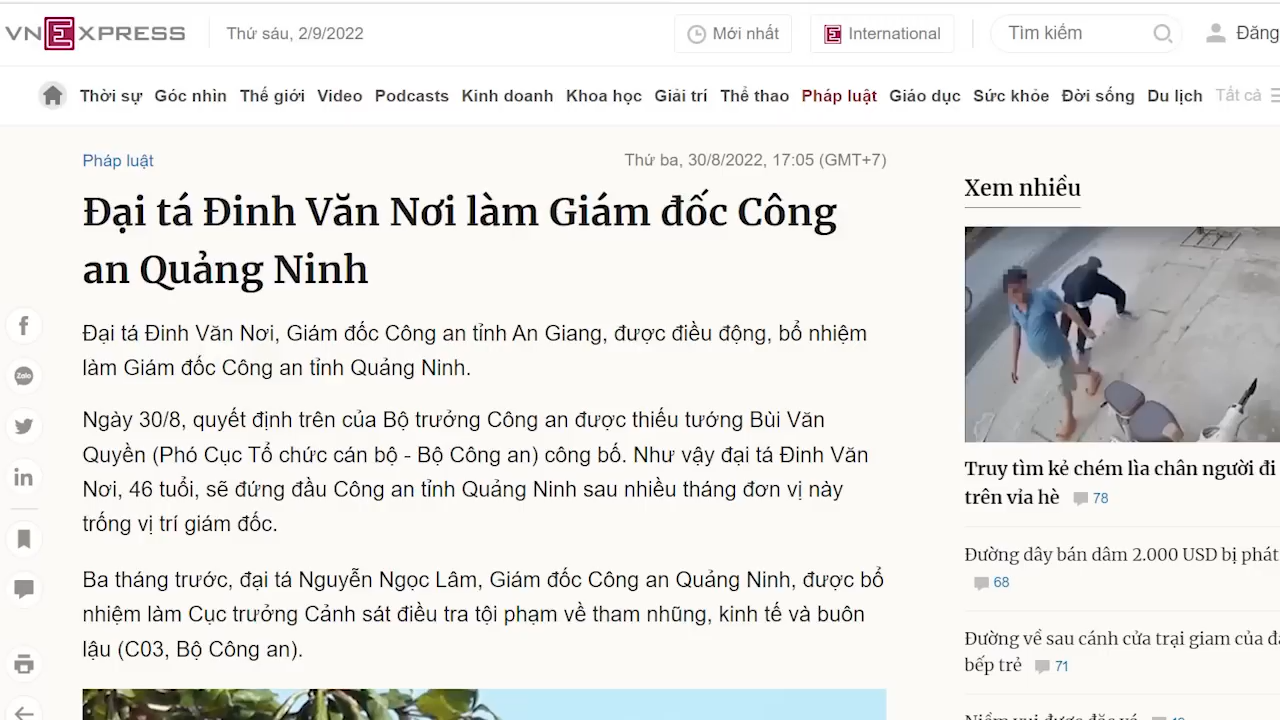 VNEXPRESS
Thứ sáu, 2/9/2022
Mới nhất
International
Tìm kiếm
Đăng
Thời sự Góc nhìn Thế giới Video Podcasts Kinh doanh Khoa học Giải trí Thể thao Pháp luật Giáo dục Sức khỏe Đời sống Du lịch Tất cả
Pháp luật
Thứ ba, 30/8/2022, 17:05 (GMT+7)
Đại tá Đinh Văn Nơi làm Giám đốc Công
an Quảng Ninh
Đại tá Đinh Văn Nơi, Giám đốc Công an tỉnh An Giang, được điều động, bổ nhiệm
làm Giám đốc Công an tỉnh Quảng Ninh.
Ngày 30/8, quyết định trên của Bộ trưởng Công an được thiếu tướng Bùi Văn
Quyền (Phó Cục Tổ chức cán bộ - Bộ Công an) công bố. Như vậy đại tá Đinh Văn
Nơi, 46 tuổi, sẽ đứng đầu Công an tỉnh Quảng Ninh sau nhiều tháng đơn vị này
trống vị trí giám đốc.
Ba tháng trước, đại tá Nguyễn Ngọc Lâm, Giám đốc Công an Quảng Ninh, được bổ
nhiệm làm Cục trưởng Cảnh sát điều tra tội phạm về tham nhũng, kinh tế và buôn
lậu (C03, Bộ Công an).
Zalo
Xem nhiều
Truy tìm kẻ chém lìa chân người đi
trên vỉa hè 78
Đường dây bán dâm 2.000 USD bị phát
68
Đường về sau cánh cửa trại giam của
bếp trẻ 71